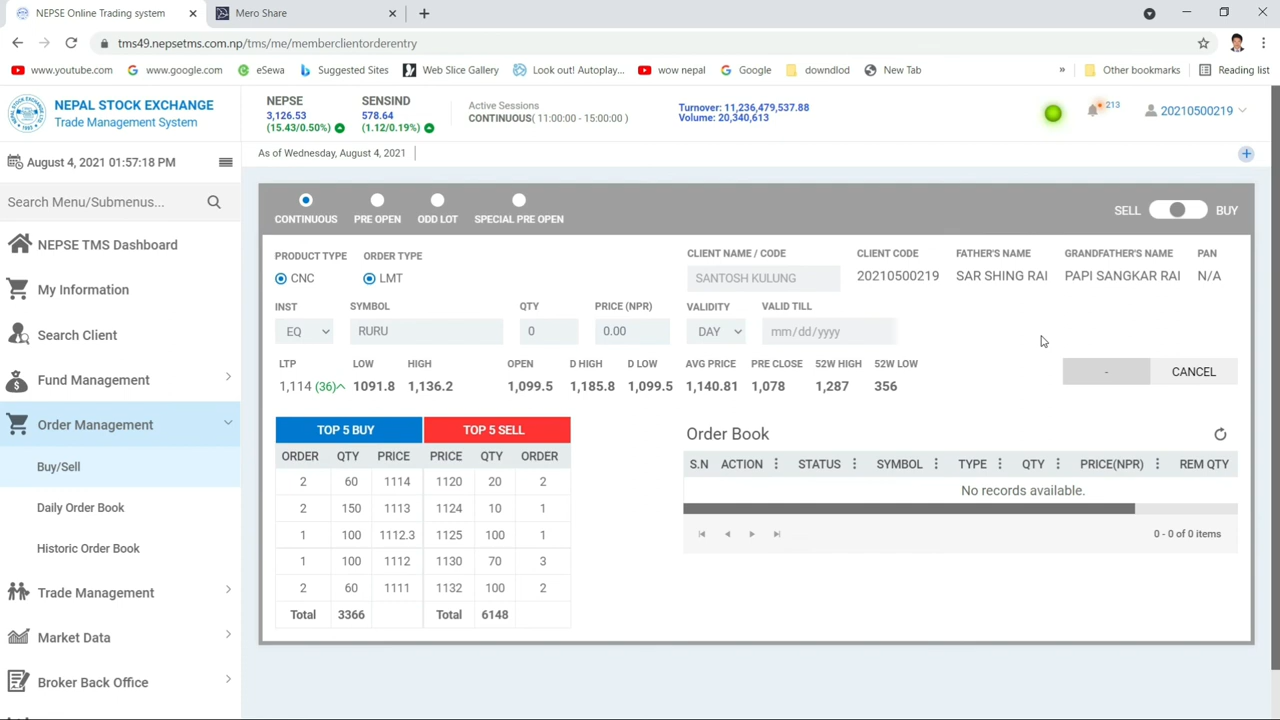 NEPSE Online Trading system
Mero Share
tms49.nepsetms.com.np/tms/me/memberclientorderentry
www.youtube.com www.google.com eSewa Suggested Sites Web Slice Gallery Look out! Autoplay... wow nepal Google downdlod New Tab » Other bookmarks Reading list
NEPAL STOCK EXCHANGE
Trade Management System
NEPSE
3,126.53
(15.43/0.50%)
SENSIND
578.64
(1.12/0.19%)
Active Sessions
CONTINUOUS( 11:00:00 - 15:00:00 )
Turnover: 11,236,479,537.88
Volume: 20,340,613
213
20210500219
August 4, 2021 01:57:18 PM
As of Wednesday, August 4, 2021
Search Menu/Submenus...
NEPSE TMS Dashboard
My Information
Search Client
Fund Management
Order Management
Buy/Sell
Daily Order Book
Historic Order Book
Trade Management
Market Data
Broker Back Office
CONTINUOUS PRE OPEN ODD LOT SPECIAL PRE OPEN
SELL BUY
PRODUCT TYPE ORDER TYPE
CNC LMT
CLIENT NAME / CODE CLIENT CODE FATHER'S NAME GRANDFATHER'S NAME PAN
SANTOSH KULUNG 20210500219 SAR SHING RAI PAPI SANGKAR RAI N/A
INST SYMBOL QTY PRICE (NPR) VALIDITY VALID TILL
EQ RURU 0 0.00 DAY mm/dd/yyyy
LTP LOW HIGH OPEN D HIGH D LOW AVG PRICE PRE CLOSE 52W HIGH 52W LOW
1,114 (36) 1091.8 1,136.2 1,099.5 1,185.8 1,099.5 1,140.81 1,078 1,287 356
- CANCEL
TOP 5 BUY TOP 5 SELL
ORDER QTY PRICE PRICE QTY ORDER
2 60 1114 1120 20 2
2 150 1113 1124 10 1
1 100 1112.3 1125 100 1
1 100 1112 1130 70 3
2 60 1111 1132 100 2
Total 3366 Total 6148
Order Book
S.N ACTION STATUS SYMBOL TYPE QTY PRICE(NPR) REM QTY
No records available.
0 - 0 of 0 items